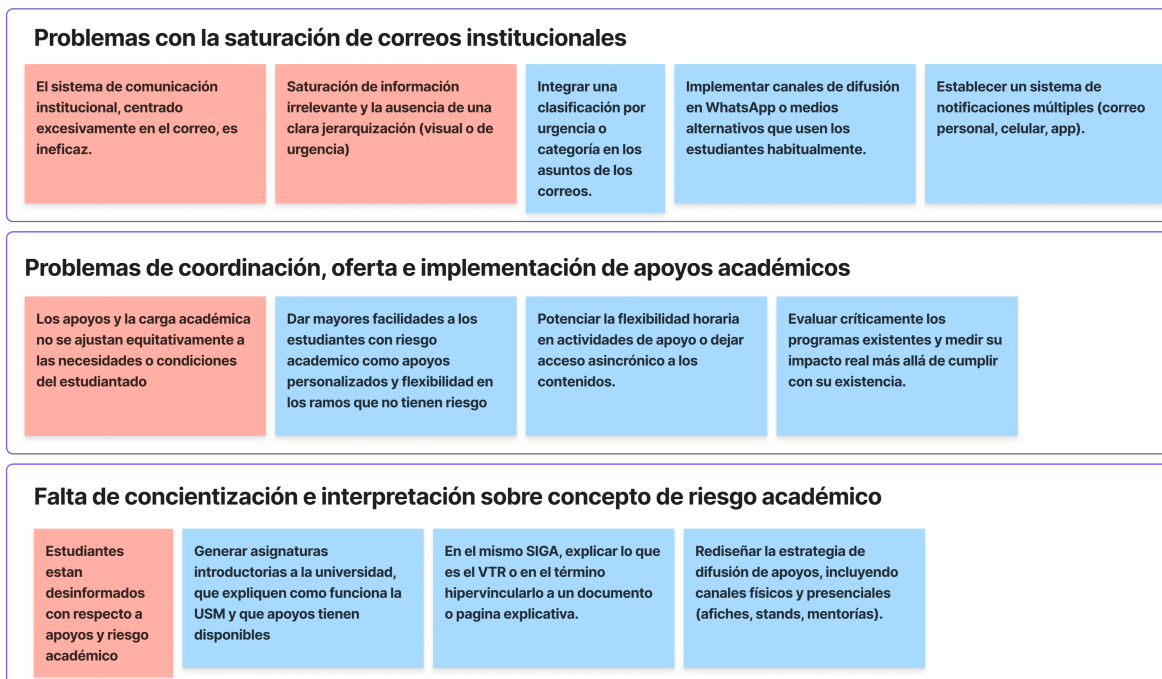 Problemas con la saturación de correos institucionales
El sistema de comunicación
institucional, centrado
excesivamente en el correo, es
ineficaz.
Saturación de información
irrelevante y la ausencia de una
clara jerarquización (visual o de
urgencia)
Integrar una
clasificación por
urgencia o
categoría en los
asuntos de los
correos.
Implementar canales de difusión
en WhatsApp o medios
alternativos que usen los
estudiantes habitualmente.
Establecer un sistema de
notificaciones múltiples (correo
personal, celular, app).
Problemas de coordinación, oferta e implementación de apoyos académicos
Los apoyos y la carga académica
no se ajustan equitativamente a
las necesidades o condiciones
del estudiantado
Dar mayores facilidades a los
estudiantes con riesgo
academico como apoyos
personalizados y flexibilidad en
los ramos que no tienen riesgo
Potenciar la flexibilidad horaria
en actividades de apoyo o dejar
acceso asincrónico a los
contenidos.
Evaluar críticamente los
programas existentes y medir su
impacto real más allá de cumplir
con su existencia.
Falta de concientización e interpretación sobre concepto de riesgo académico
Estudiantes
estan
desinformados
con respecto a
apoyos y riesgo
académico
Generar asignaturas
introductorias a la universidad,
que expliquen como funciona la
USM y que apoyos tienen
disponibles
En el mismo SIGA, explicar lo que
es el VTR o en el término
hipervincularlo a un documento
o pagina explicativa.
Rediseñar la estrategia de
difusión de apoyos, incluyendo
canales físicos y presenciales
(afiches, stands, mentorías).